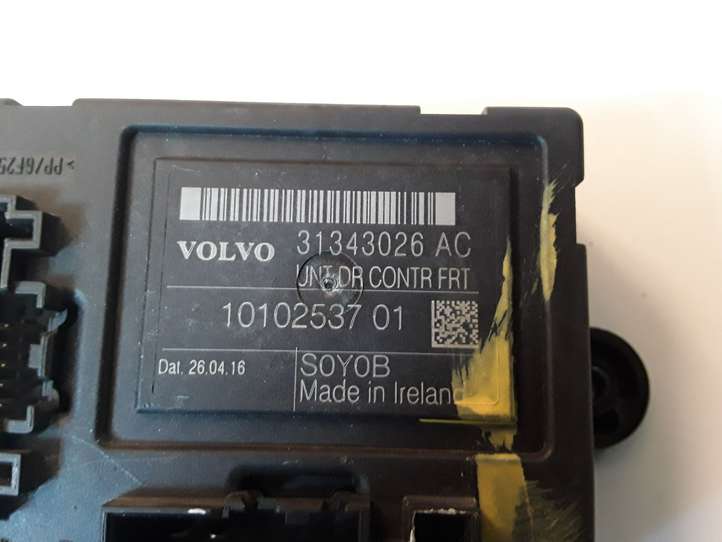 VOLVO 31343026 AC
UNT DR CONTR FRT
10102537 01
Dat. 26.04.16 S0Y0B
Made in Ireland